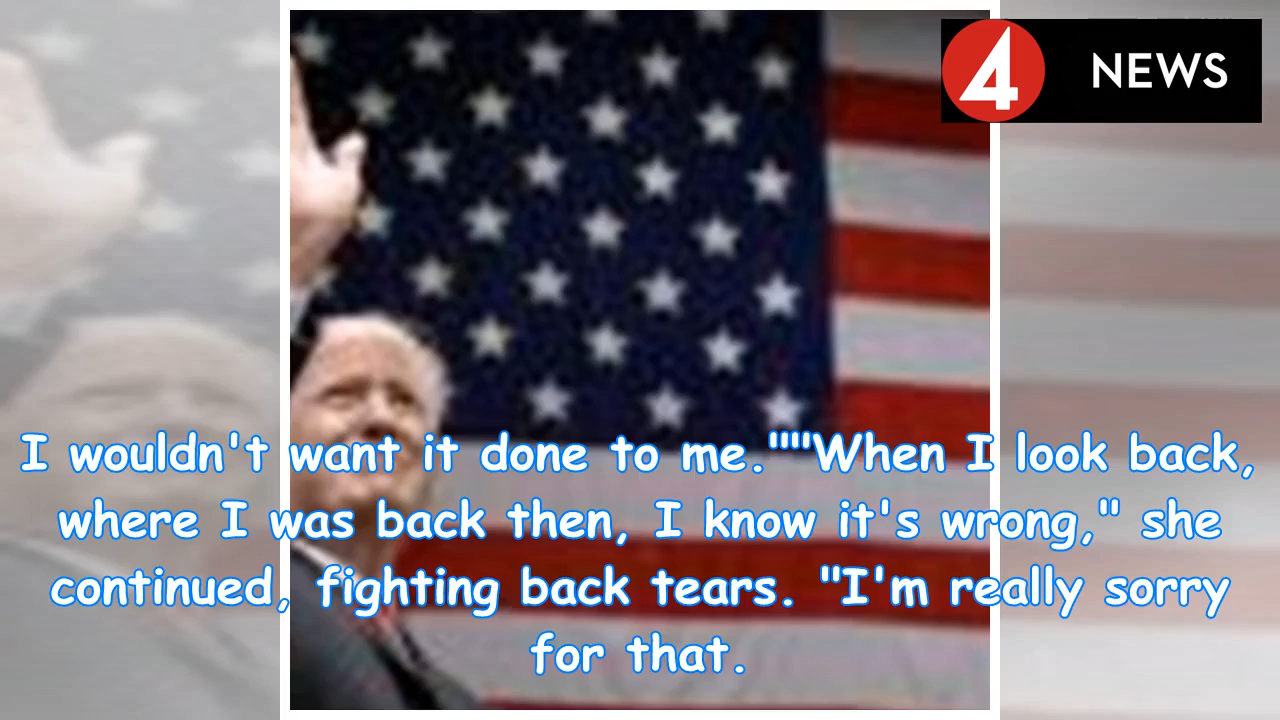 4 NEWS
I wouldn't want it done to me.""When I look back,
where I was back then, I know it's wrong," she
continued, fighting back tears. "I'm really sorry
for that.